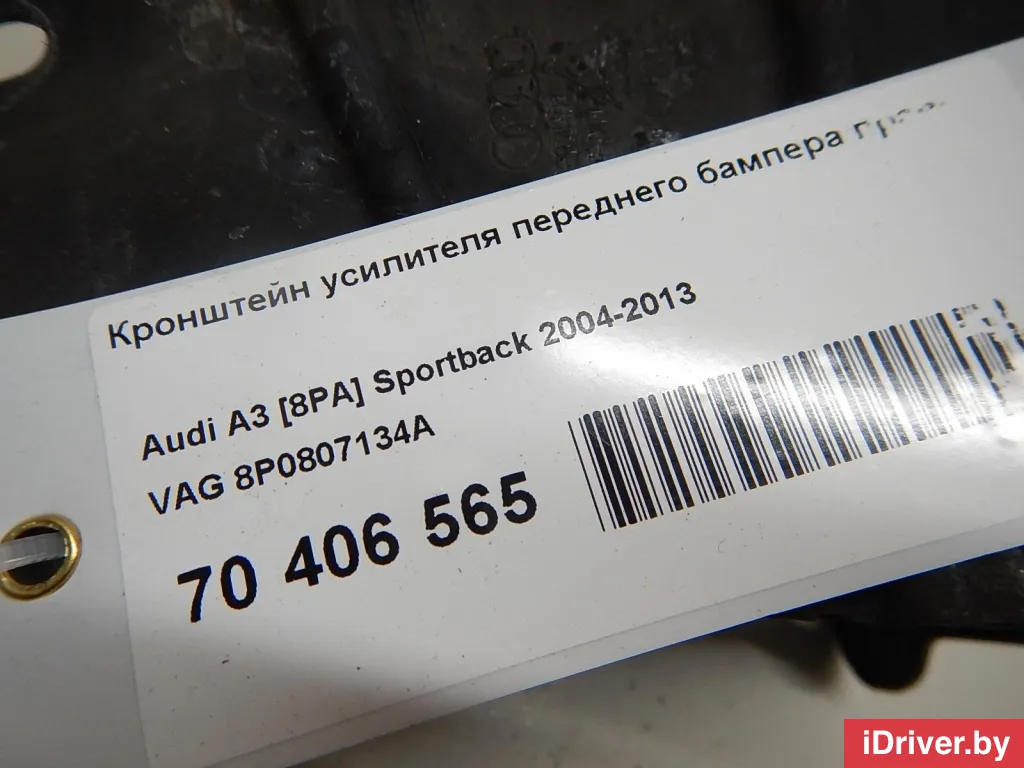 Кронштейн усилителя переднего бампера
Audi A3 [8PA] Sportback 2004-2013
VAG 8P0807134A
70 406 565
iDriver.by